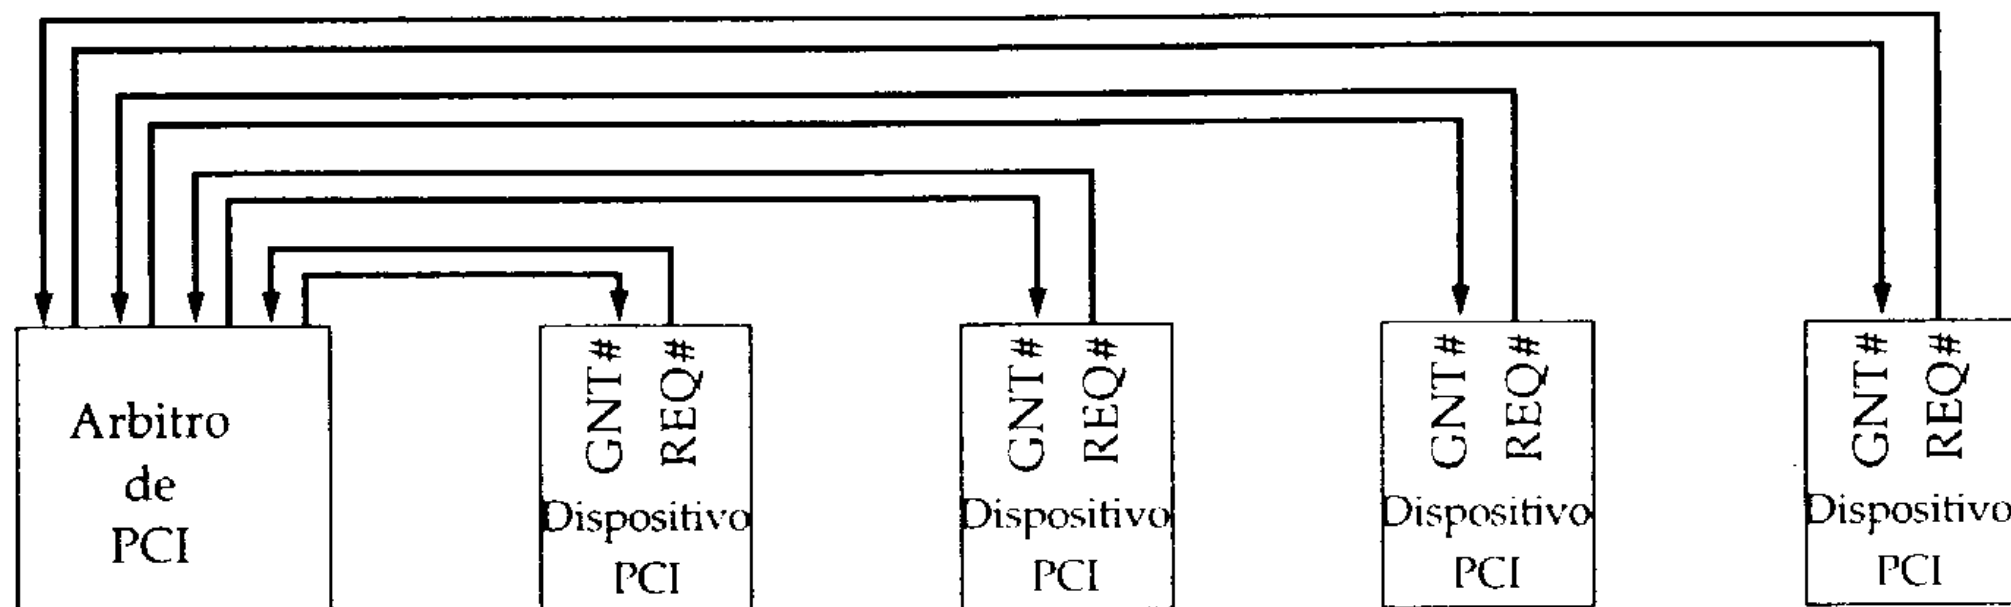 Arbitro
de
PCI
GNT#
REQ#
Dispositivo
PCI
GNT#
REQ#
Dispositivo
PCI
GNT#
REQ#
Dispositivo
PCI
GNT#
REQ#
Dispositivo
PCI